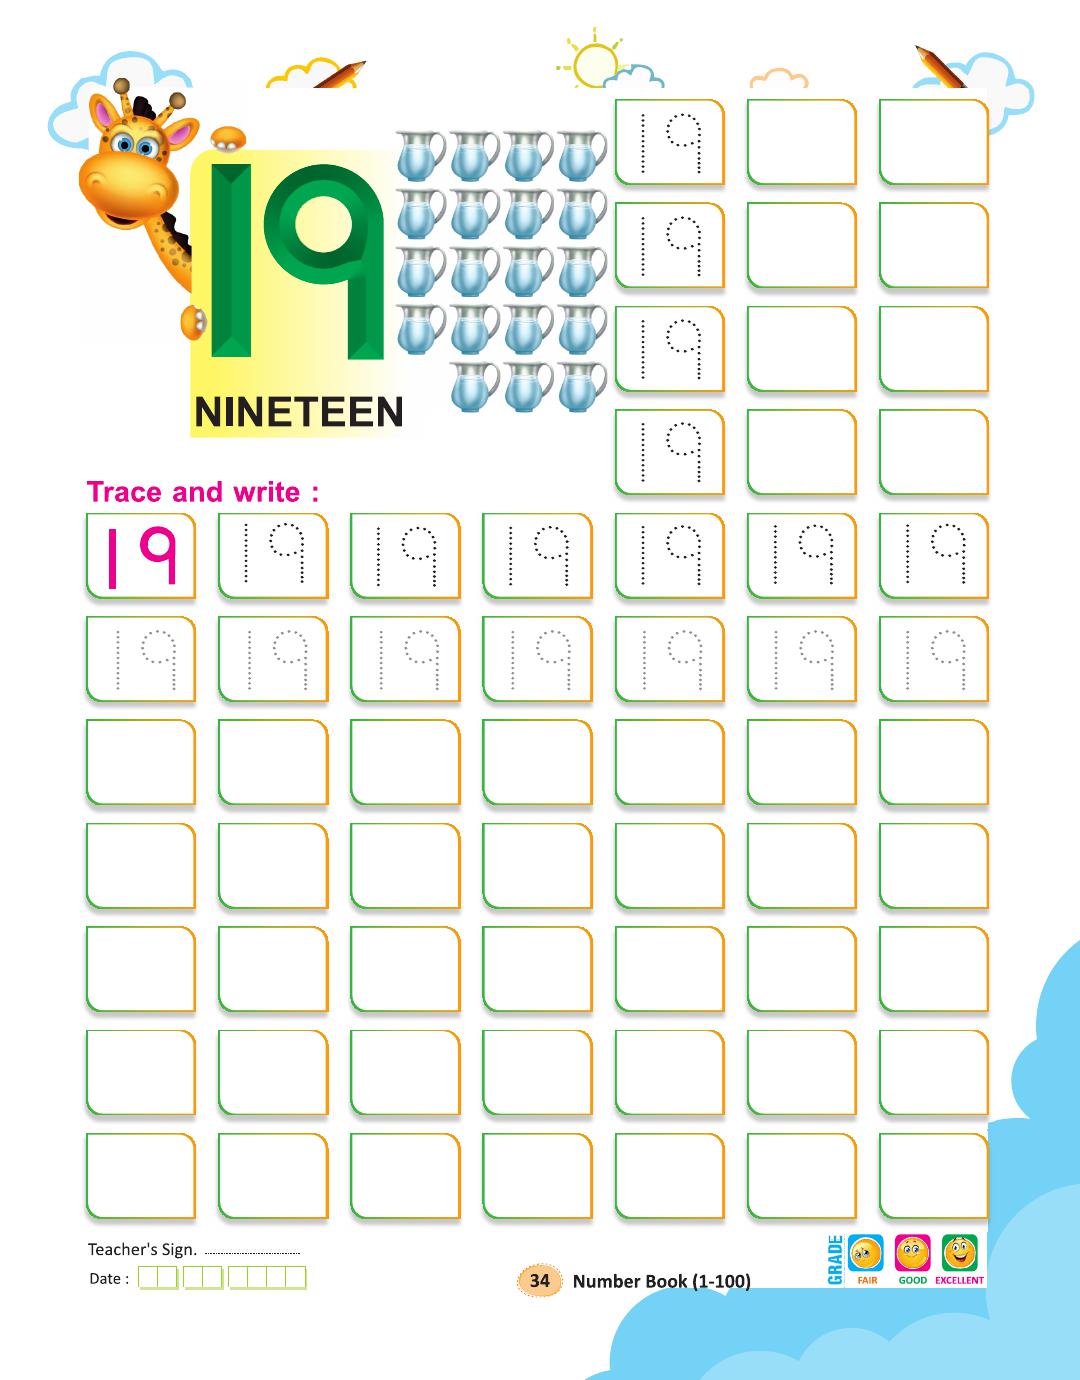 19
NINETEEN
19
19
19
19
Trace and write :
19 19 19 19 19 19 19
19 19 19 19 19 19 19
Teacher's Sign. ........................
Date :
34 Number Book (1-100)
GRADE
FAIR GOOD EXCELLENT